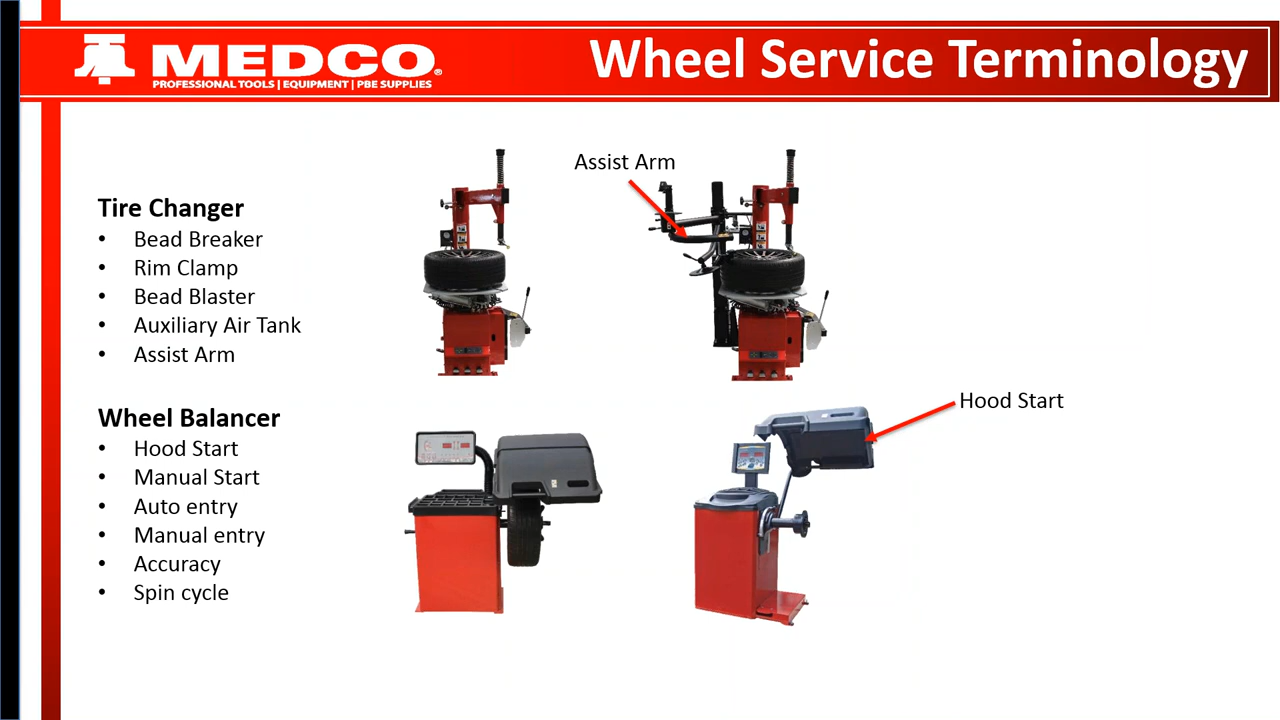 MEDCO®
PROFESSIONAL TOOLS | EQUIPMENT | PBE SUPPLIES
Wheel Service Terminology
Tire Changer
• Bead Breaker
• Rim Clamp
• Bead Blaster
• Auxiliary Air Tank
• Assist Arm
Assist Arm
Wheel Balancer
• Hood Start
• Manual Start
• Auto entry
• Manual entry
• Accuracy
• Spin cycle
Hood Start